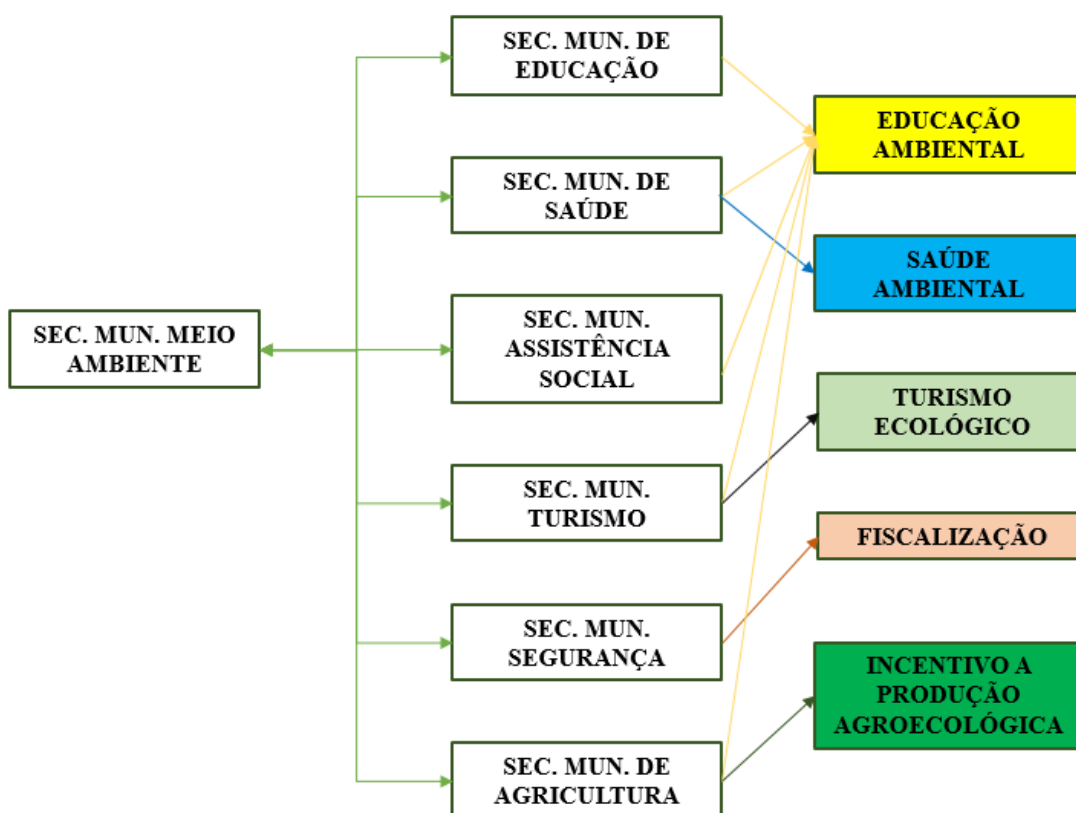 SEC. MUN. MEIO
AMBIENTE
SEC. MUN. DE
EDUCAÇÃO
SEC. MUN. DE
SAÚDE
SEC. MUN.
ASSISTÊNCIA
SOCIAL
SEC. MUN.
TURISMO
SEC. MUN.
SEGURANÇA
SEC. MUN. DE
AGRICULTURA
EDUCAÇÃO
AMBIENTAL
SAÚDE
AMBIENTAL
TURISMO
ECOLÓGICO
FISCALIZAÇÃO
INCENTIVO A
PRODUÇÃO
AGROECOLÓGICA